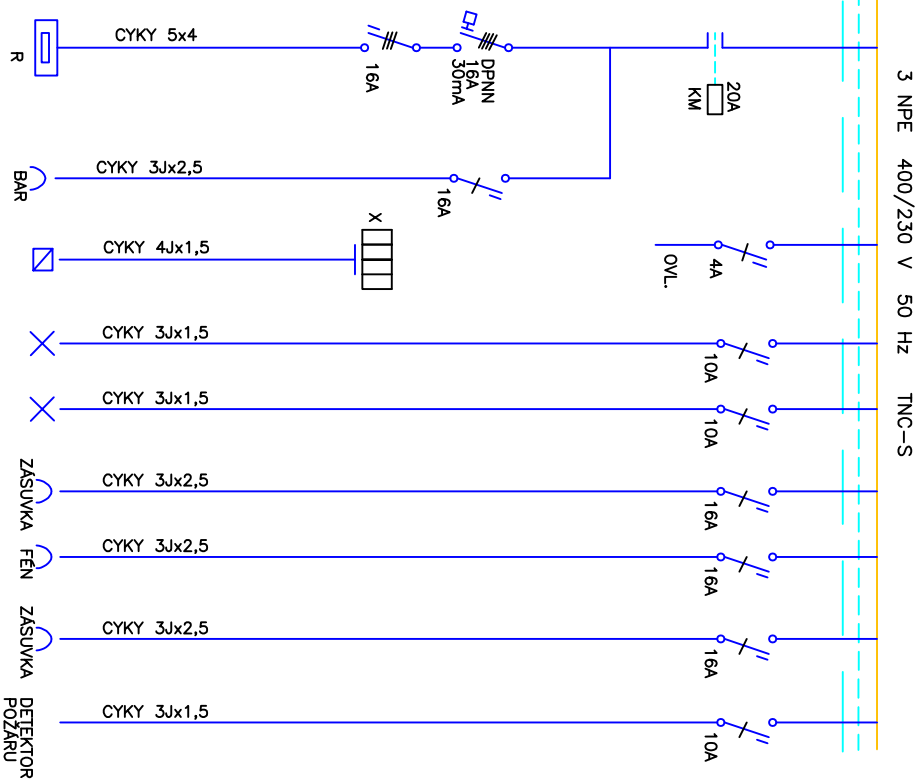 3 NPE 400/230 V 50 Hz TNC-S
CYKY 5x4
R
16A
DPNN
16A
30mA
20A
KM
CYKY 3Jx2,5
BAR
16A
CYKY 4Jx1,5
X
OVL.
4A
CYKY 3Jx1,5
10A
CYKY 3Jx1,5
10A
CYKY 3Jx2,5
ZÁSUVKA
16A
CYKY 3Jx2,5
FÉN
16A
CYKY 3Jx2,5
ZÁSUVKA
16A
CYKY 3Jx1,5
DETEKTOR
POŽÁRU
10A